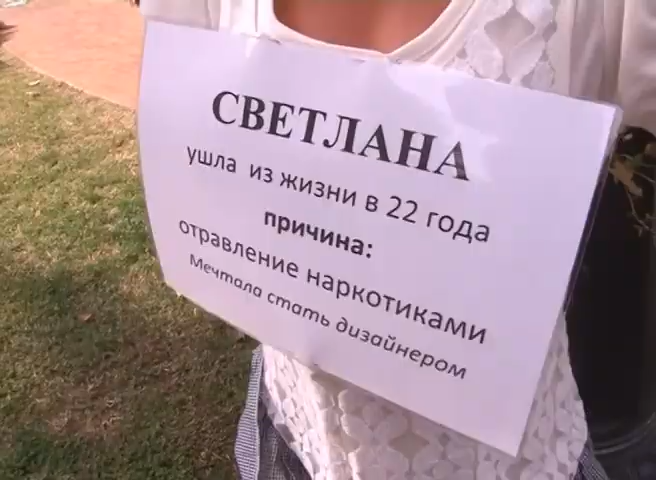 СВЕТЛАНА
ушла из жизни в 22 года
причина:
отравление наркотиками
Мечтала стать дизайнером